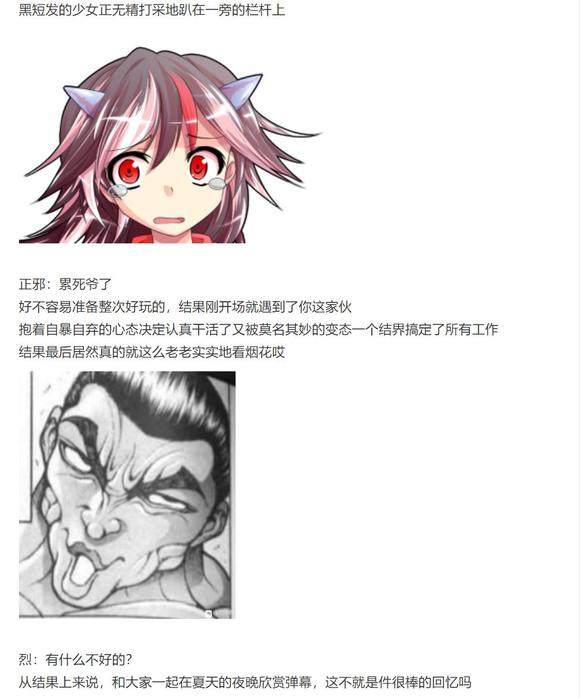 黑短发的少女正无精打采地趴在一旁的栏杆上
正邪：累死爷了
好不容易准备整次好玩的，结果刚开场就遇到了你这家伙
抱着自暴自弃的心态决定认真干活了又被莫名其妙的变态一个结界搞定了所有工作
结果最后居然真的就这么老老实实地看烟花哎
烈：有什么不好的？
从结果上来说，和大家一起在夏天的夜晚欣赏弹幕，这不就是件很棒的回忆吗